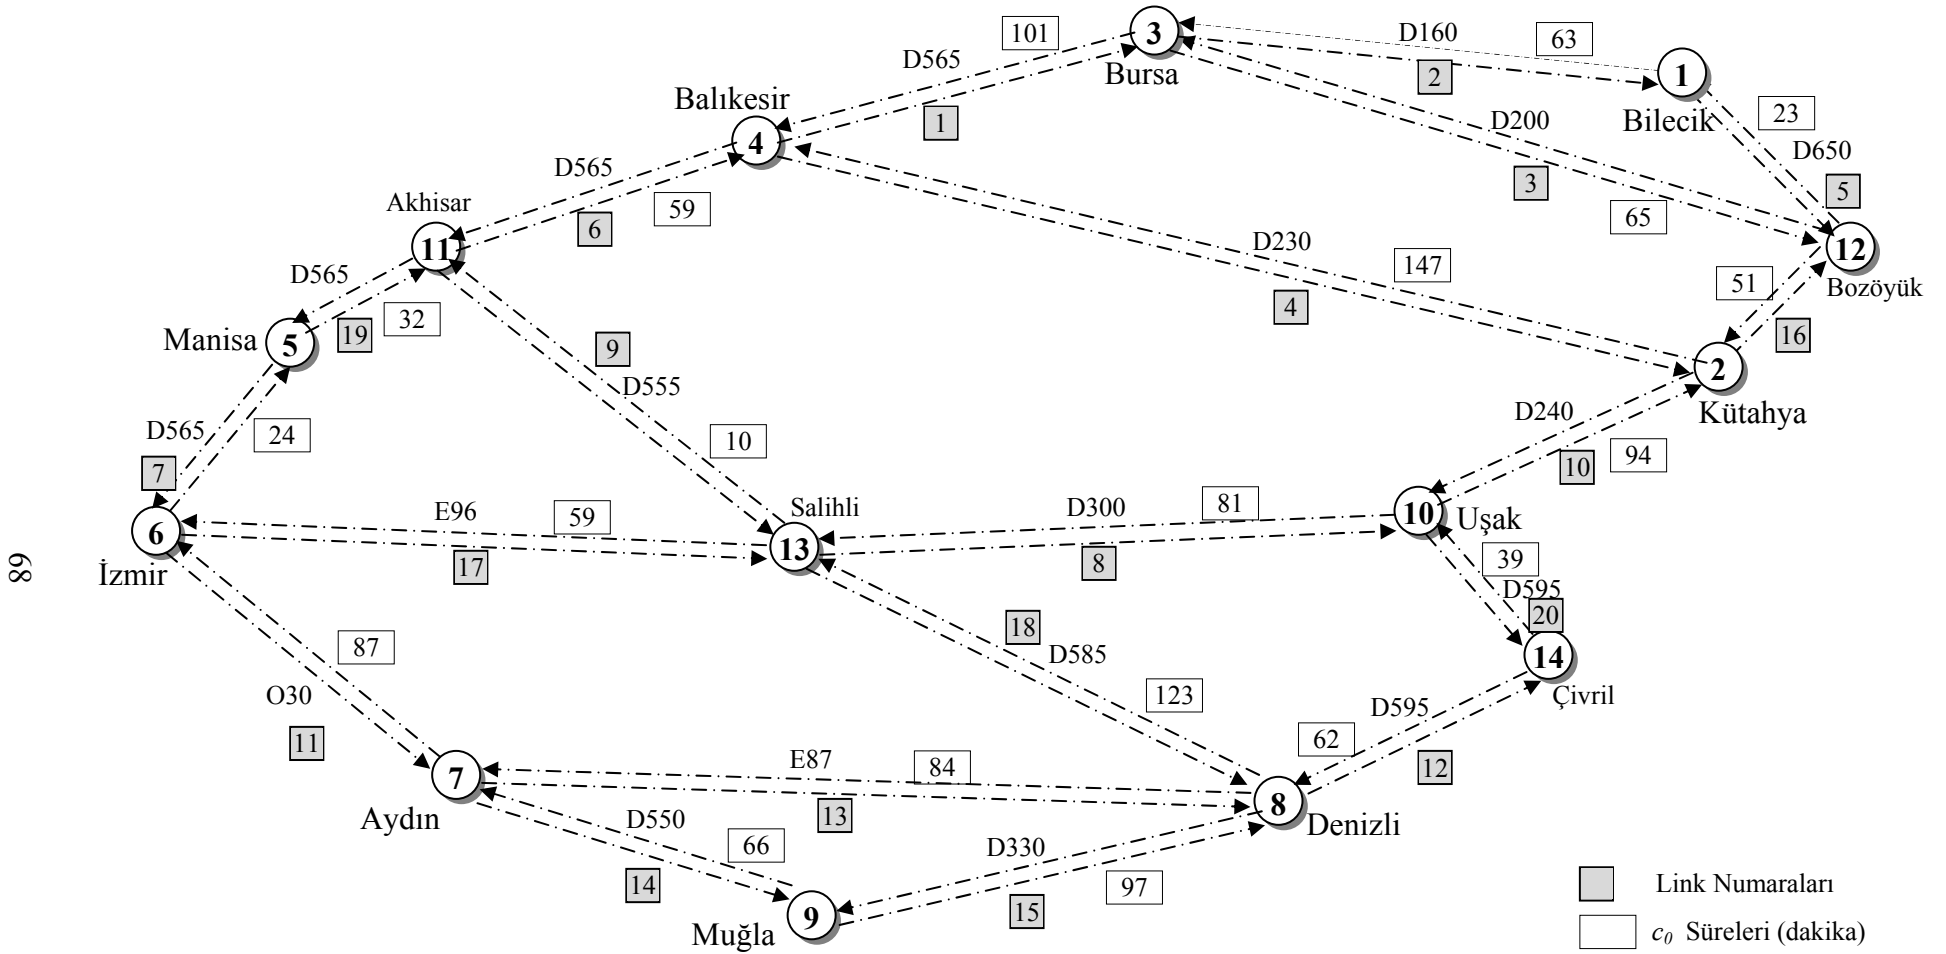 101
3
D160
63
D565
Bursa
2
1
Balıkesir
1
Bilecik
23
4
D200
D650
D565
3
5
Akhisar
6
59
65
12
11
D230
147
51
Bozöyük
D565
4
16
Manisa
5
19
32
9
2
D555
Kütahya
D565
24
10
D240
7
10
94
E96
59
Salihli
D300
81
10
Uşak
6
17
13
8
39
İzmir
D595
20
68
87
18
D585
14
O30
123
D595
Çivril
11
62
7
E87
84
12
Aydın
13
8
Denizli
D550
66
D330
14
97
9
15
Muğla
Link Numaraları
c0 Süreleri (dakika)